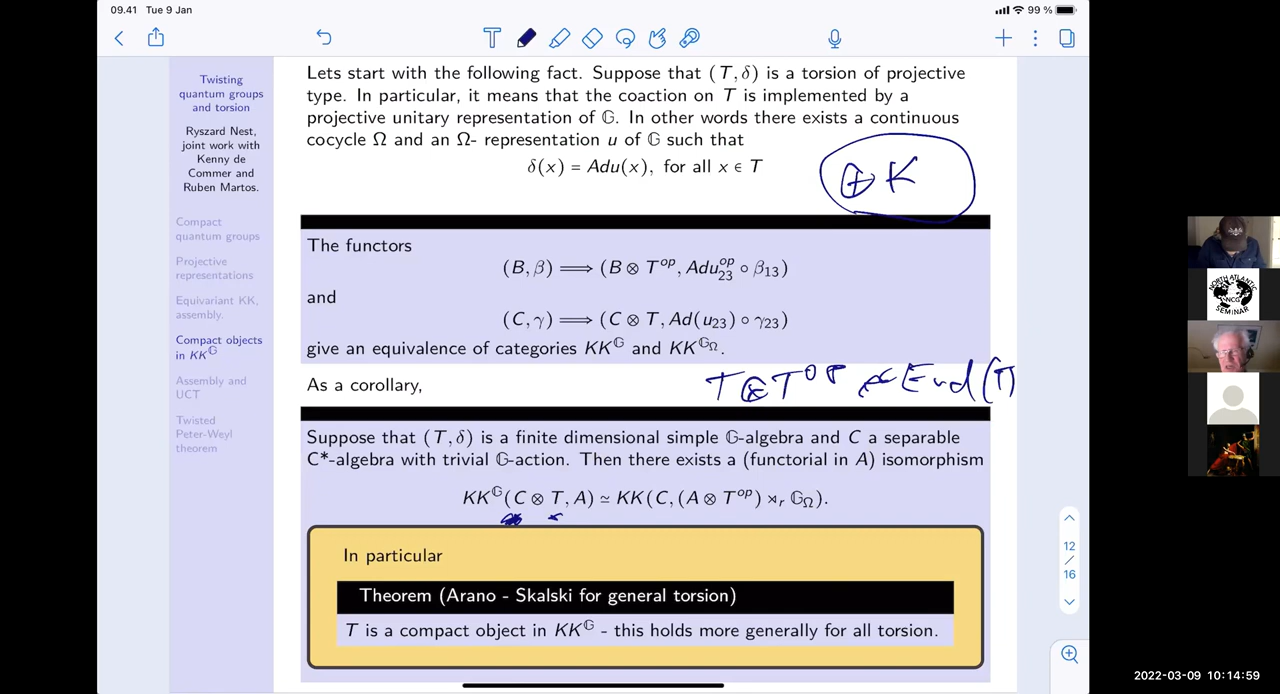 09.41 Tue 9 Jan
99 %
Twisting
quantum groups
and torsion
Ryszard Nest,
joint work with
Kenny de
Commer and
Ruben Martos.
Compact
quantum groups
Projective
representations
Equivariant KK,
assembly.
Compact objects
in KK^𝔾
Assembly and
UCT
Twisted
Peter-Weyl
theorem
Lets start with the following fact. Suppose that (T, δ) is a torsion of projective
type. In particular, it means that the coaction on T is implemented by a
projective unitary representation of 𝔾. In other words there exists a continuous
cocycle Ω and an Ω- representation u of 𝔾 such that
δ(x) = Adu(x), for all x ∈ T
⊕ K
The functors
(B, β) ⟹ (B ⊗ T^op, Adu^op_23 ∘ β_13)
and
(C, γ) ⟹ (C ⊗ T, Ad(u_23) ∘ γ_23)
give an equivalence of categories KK^𝔾 and KK^𝔾_Ω.
As a corollary,
T ⊗ T^op End(T)
Suppose that (T, δ) is a finite dimensional simple 𝔾-algebra and C a separable
C*-algebra with trivial 𝔾-action. Then there exists a (functorial in A) isomorphism
KK^𝔾(C ⊗ T, A) ≃ KK(C, (A ⊗ T^op) ⋊_r 𝔾_Ω).
In particular
Theorem (Arano - Skalski for general torsion)
T is a compact object in KK^𝔾 - this holds more generally for all torsion.
12
/
16
NORTH ATLANTIC
NCG
SEMINAR
2022-03-09 10:14:59